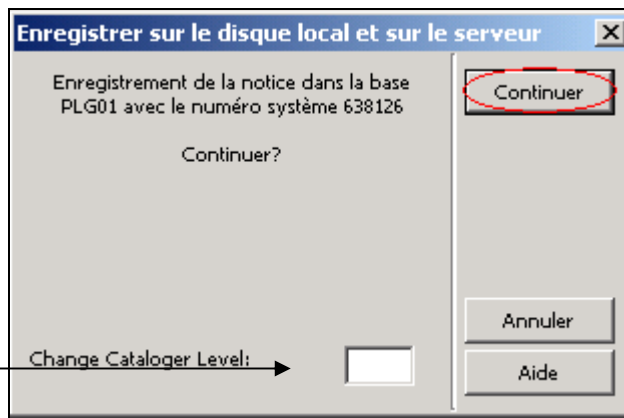 Enregistrer sur le disque local et sur le serveur
Enregistrement de la notice dans la base
PLG01 avec le numéro système 638126
Continuer?
Continuer
Annuler
Change Cataloger Level:
Aide